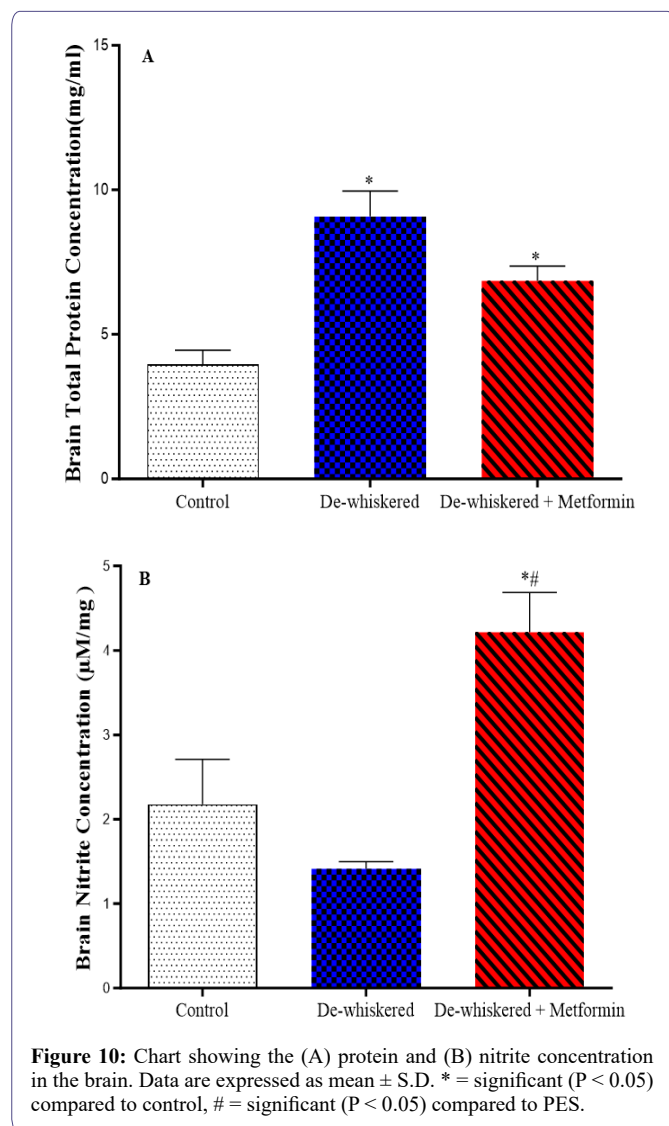 15
A
Brain Total Protein Concentration(mg/ml)
*
10
*
5
0
Control De-whiskered De-whiskered + Metformin
5
B
*#
Brain Nitrite Concentration (µM/mg )
4
3
2
1
0
Control De-whiskered De-whiskered + Metformin
Figure 10: Chart showing the (A) protein and (B) nitrite concentration
in the brain. Data are expressed as mean ± S.D. * = significant (P < 0.05)
compared to control, # = significant (P < 0.05) compared to PES.